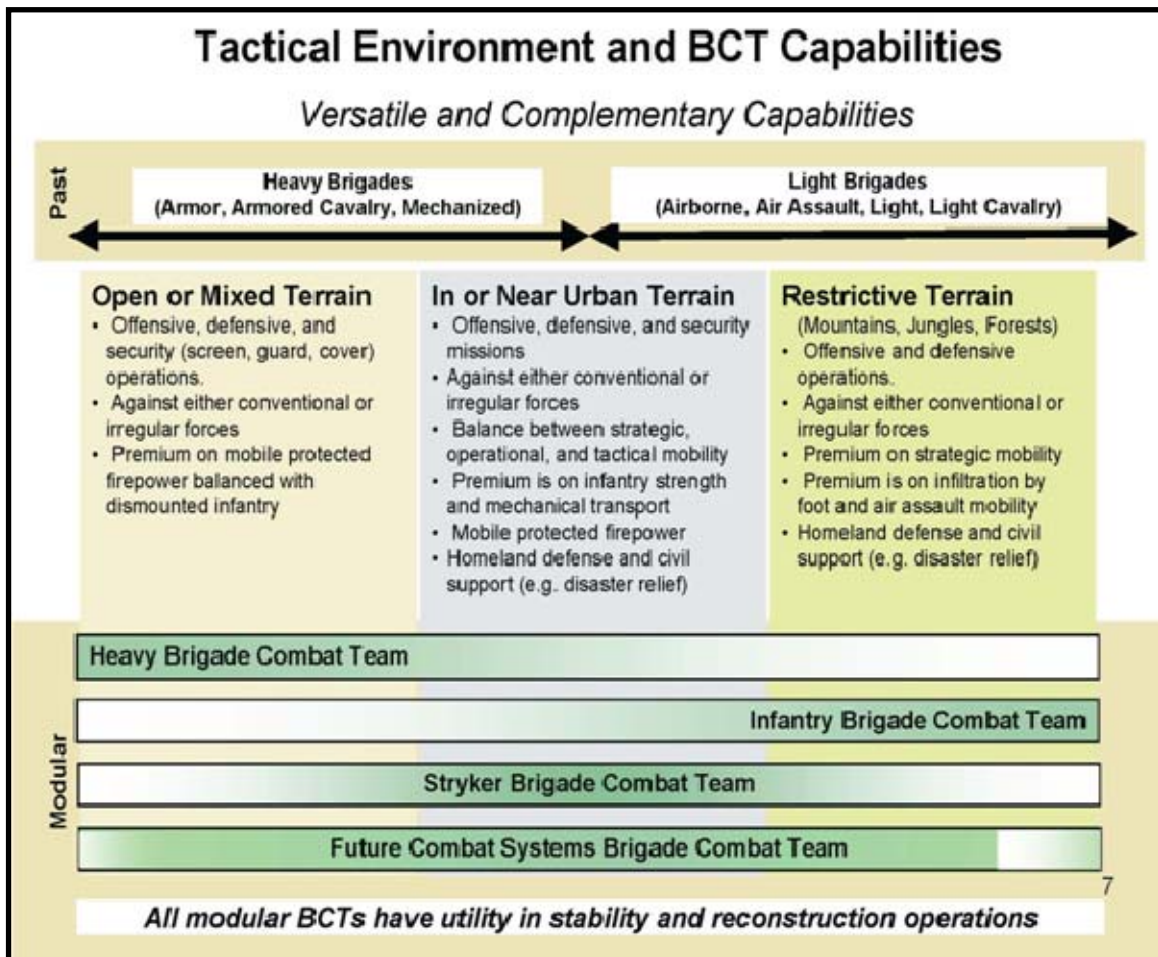 Tactical Environment and BCT Capabilities
Versatile and Complementary Capabilities
Past
Heavy Brigades
(Armor, Armored Cavalry, Mechanized)
Light Brigades
(Airborne, Air Assault, Light, Light Cavalry)
Open or Mixed Terrain
• Offensive, defensive, and
security (screen, guard, cover)
operations.
• Against either conventional or
irregular forces
• Premium on mobile protected
firepower balanced with
dismounted infantry
In or Near Urban Terrain
• Offensive, defensive, and security
missions
• Against either conventional or
irregular forces
• Balance between strategic,
operational, and tactical mobility
• Premium is on infantry strength
and mechanical transport
• Mobile protected firepower
• Homeland defense and civil
support (e.g. disaster relief)
Restrictive Terrain
(Mountains, Jungles, Forests)
• Offensive and defensive
operations.
• Against either conventional or
irregular forces
• Premium on strategic mobility
• Premium is on infiltration by
foot and air assault mobility
• Homeland defense and civil
support (e.g. disaster relief)
Modular
Heavy Brigade Combat Team
Infantry Brigade Combat Team
Stryker Brigade Combat Team
Future Combat Systems Brigade Combat Team
7
All modular BCTs have utility in stability and reconstruction operations